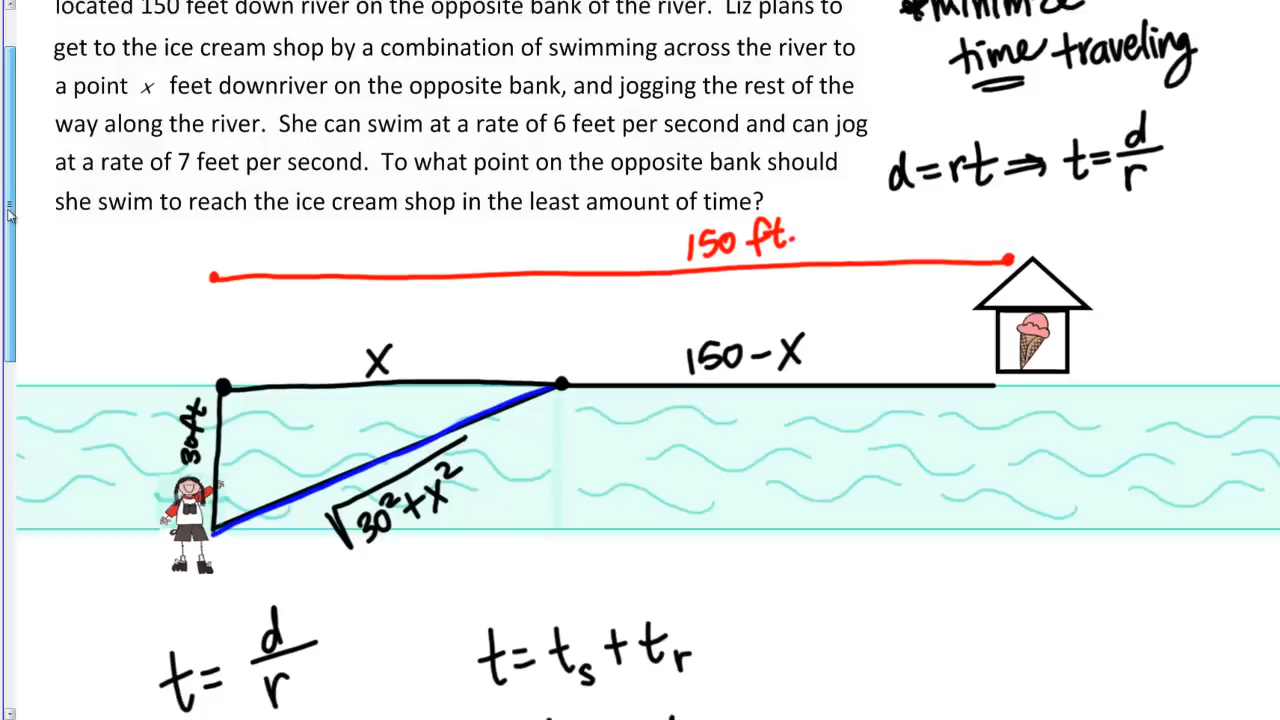 located 150 feet down river on the opposite bank of the river. Liz plans to
get to the ice cream shop by a combination of swimming across the river to
a point x feet downriver on the opposite bank, and jogging the rest of the
way along the river. She can swim at a rate of 6 feet per second and can jog
at a rate of 7 feet per second. To what point on the opposite bank should
she swim to reach the ice cream shop in the least amount of time?
*minimize
time traveling
d=rt⇒t=d/r
150 ft.
x
150-x
30ft
√30²+x²
t=d/r
t=ts+tr